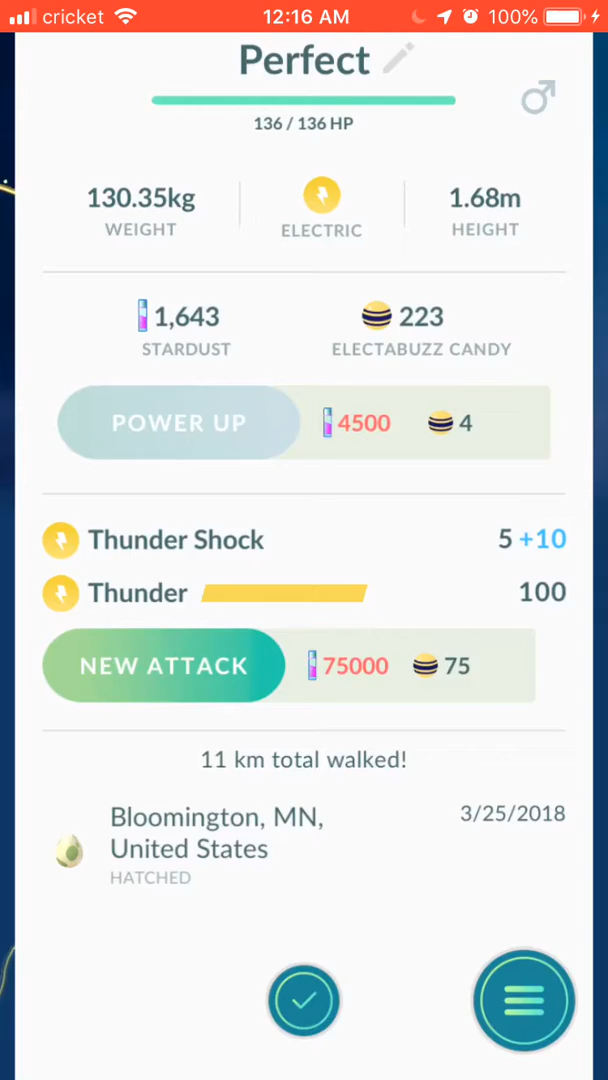 cricket 12:16 AM 100%
Perfect
136 / 136 HP
130.35kg 1.68m
WEIGHT ELECTRIC HEIGHT
1,643 223
STARDUST ELECTABUZZ CANDY
POWER UP 4500 4
Thunder Shock 5 +10
Thunder 100
NEW ATTACK 75000 75
11 km total walked!
Bloomington, MN, 3/25/2018
United States
HATCHED